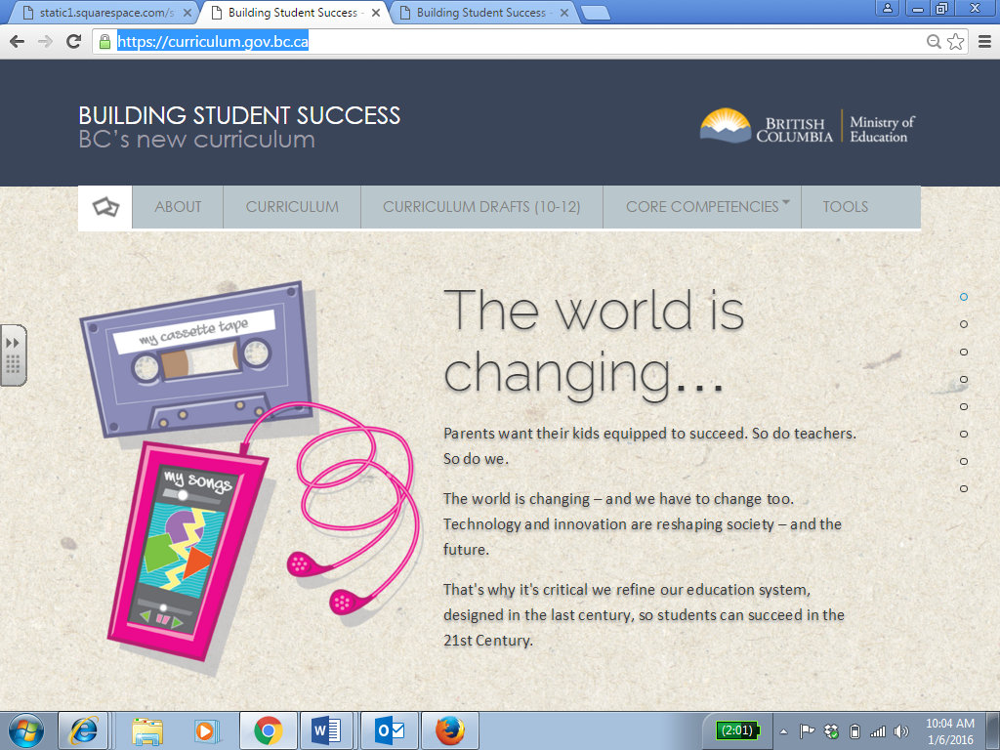 static1.squarespace.com/s
Building Student Success -
Building Student Success -
https://curriculum.gov.bc.ca
BUILDING STUDENT SUCCESS
BC's new curriculum
BRITISH
COLUMBIA
Ministry of
Education
ABOUT
CURRICULUM
CURRICULUM DRAFTS (10-12)
CORE COMPETENCIES
TOOLS
my cassette tape
my songs
The world is
changing...
Parents want their kids equipped to succeed. So do teachers.
So do we.
The world is changing – and we have to change too.
Technology and innovation are reshaping society – and the
future.
That's why it's critical we refine our education system,
designed in the last century, so students can succeed in the
21st Century.
(2:01)
10:04 AM
1/6/2016